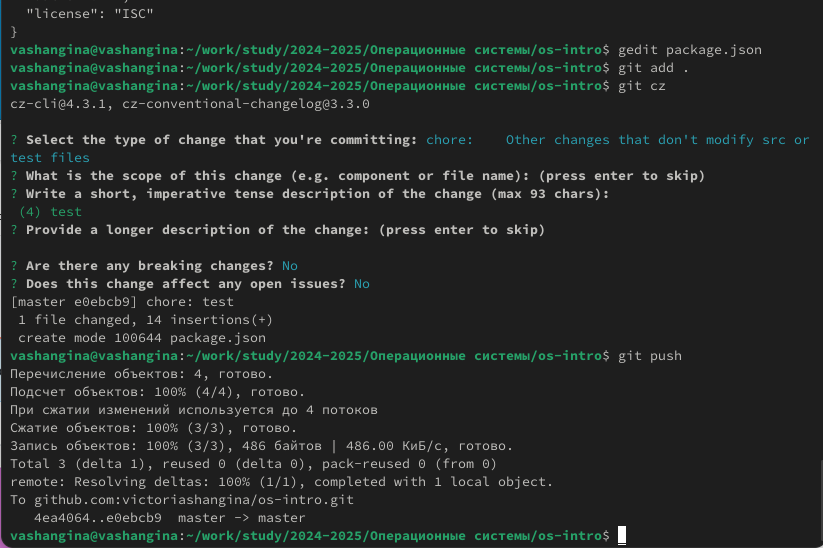 "license": "ISC"
}
vashangina@vashangina:~/work/study/2024-2025/Операционные системы/os-intro$ gedit package.json
vashangina@vashangina:~/work/study/2024-2025/Операционные системы/os-intro$ git add .
vashangina@vashangina:~/work/study/2024-2025/Операционные системы/os-intro$ git cz
cz-cli@4.3.1, cz-conventional-changelog@3.3.0

? Select the type of change that you're committing: chore:    Other changes that don't modify src or
test files
? What is the scope of this change (e.g. component or file name): (press enter to skip)
? Write a short, imperative tense description of the change (max 93 chars):
 (4) test
? Provide a longer description of the change: (press enter to skip)

? Are there any breaking changes? No
? Does this change affect any open issues? No
[master e0ebcb9] chore: test
 1 file changed, 14 insertions(+)
 create mode 100644 package.json
vashangina@vashangina:~/work/study/2024-2025/Операционные системы/os-intro$ git push
Перечисление объектов: 4, готово.
Подсчет объектов: 100% (4/4), готово.
При сжатии изменений используется до 4 потоков
Сжатие объектов: 100% (3/3), готово.
Запись объектов: 100% (3/3), 486 байтов | 486.00 КиБ/с, готово.
Total 3 (delta 1), reused 0 (delta 0), pack-reused 0 (from 0)
remote: Resolving deltas: 100% (1/1), completed with 1 local object.
To github.com:victoriashangina/os-intro.git
   4ea4064..e0ebcb9  master -> master
vashangina@vashangina:~/work/study/2024-2025/Операционные системы/os-intro$